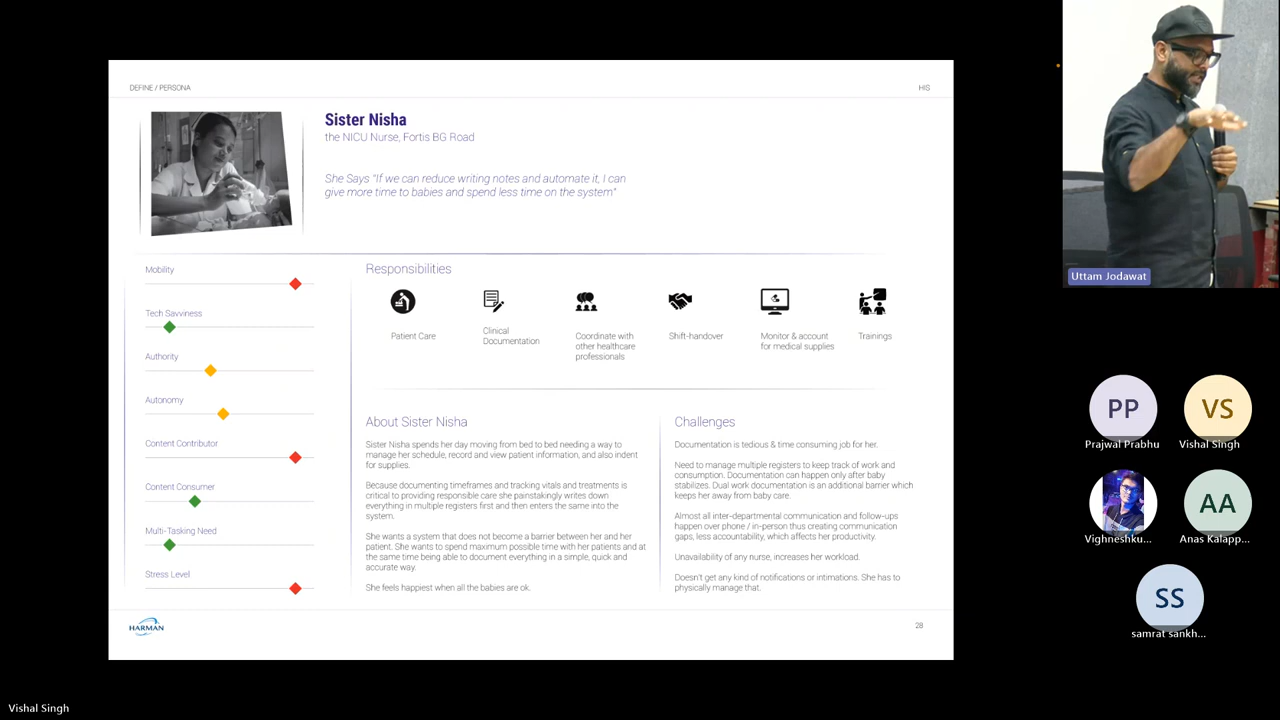 DEFINE / PERSONA
HIS
Sister Nisha
the NICU Nurse, Fortis BG Road
She Says "If we can reduce writing notes and automate it, I can
give more time to babies and spend less time on the system"
Mobility
Tech Savviness
Authority
Autonomy
Content Contributor
Content Consumer
Multi-Tasking Need
Stress Level
Responsibilities
Patient Care
Clinical
Documentation
Coordinate with
other healthcare
professionals
Shift-handover
Monitor & account
for medical supplies
Trainings
About Sister Nisha
Sister Nisha spends her day moving from bed to bed needing a way to
manage her schedule, record and view patient information, and also indent
for supplies.
Because documenting timeframes and tracking vitals and treatments is
critical to providing responsible care she painstakingly writes down
everything in multiple registers first and then enters the same into the
system.
She wants a system that does not become a barrier between her and her
patient. She wants to spend maximum possible time with her patients and at
the same time being able to document everything in a simple, quick and
accurate way.
She feels happiest when all the babies are ok.
Challenges
Documentation is tedious & time consuming job for her.
Need to manage multiple registers to keep track of work and
consumption. Documentation can happen only after baby
stabilizes. Dual work documentation is an additional barrier which
keeps her away from baby care.
Almost all inter-departmental communication and follow-ups
happen over phone / in-person thus creating communication
gaps, less accountability, which affects her productivity.
Unavailability of any nurse, increases her workload.
Doesn't get any kind of notifications or intimations. She has to
physically manage that.
HARMAN
28
Uttam Jodawat
PP
Prajwal Prabhu
VS
Vishal Singh
Vighneshku...
AA
Anas Kalapp...
SS
samrat sankh...
Vishal Singh